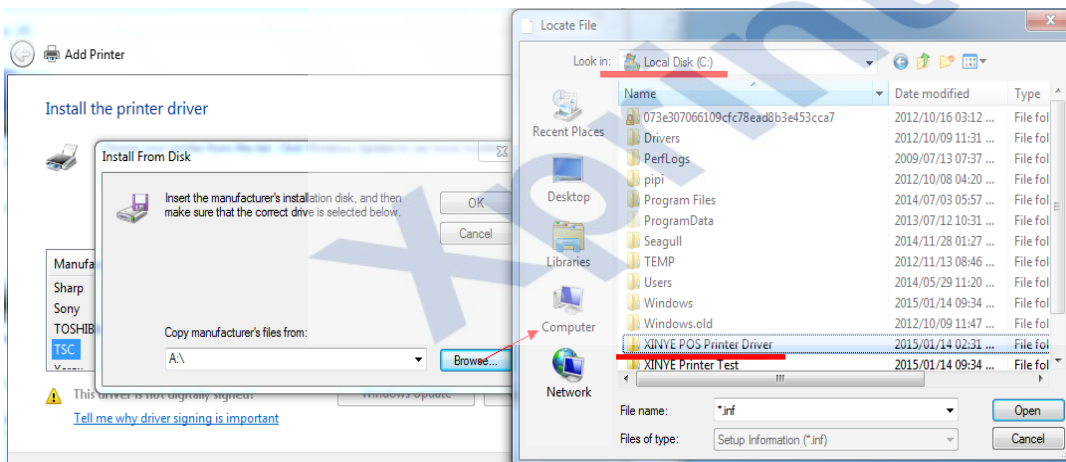 Add Printer
Install the printer driver
Install From Disk
Insert the manufacturer's installation disk, and then
make sure that the correct drive is selected below.
OK
Cancel
Manufa
Sharp
Sony
TOSHIB
TSC
Copy manufacturer's files from:
A:\
Browse...
This driver is not digitally signed!
Windows Update
Tell me why driver signing is important
Locate File
Look in:
Local Disk (C:)
Recent Places
Desktop
Libraries
Computer
Network
Name Date modified Type
073e307066109cfc78ead8b3e453cca7 2012/10/16 03:12 ... File fol
Drivers 2012/10/09 11:31 ... File fol
PerfLogs 2009/07/13 07:37 ... File fol
pipi 2012/10/08 04:20 ... File fol
Program Files 2014/07/03 05:57 ... File fol
ProgramData 2013/07/12 10:31 ... File fol
Seagull 2014/11/28 01:27 ... File fol
TEMP 2012/11/13 08:46 ... File fol
Users 2014/05/29 11:20 ... File fol
Windows 2015/01/14 09:34 ... File fol
Windows.old 2012/10/09 11:47 ... File fol
XINYE POS Printer Driver 2015/01/14 02:31 ... File fol
XINYE Printer Test 2015/01/14 09:34 ... File fol
File name: *.inf
Open
Files of type: Setup Information (*.inf)
Cancel
Xprin